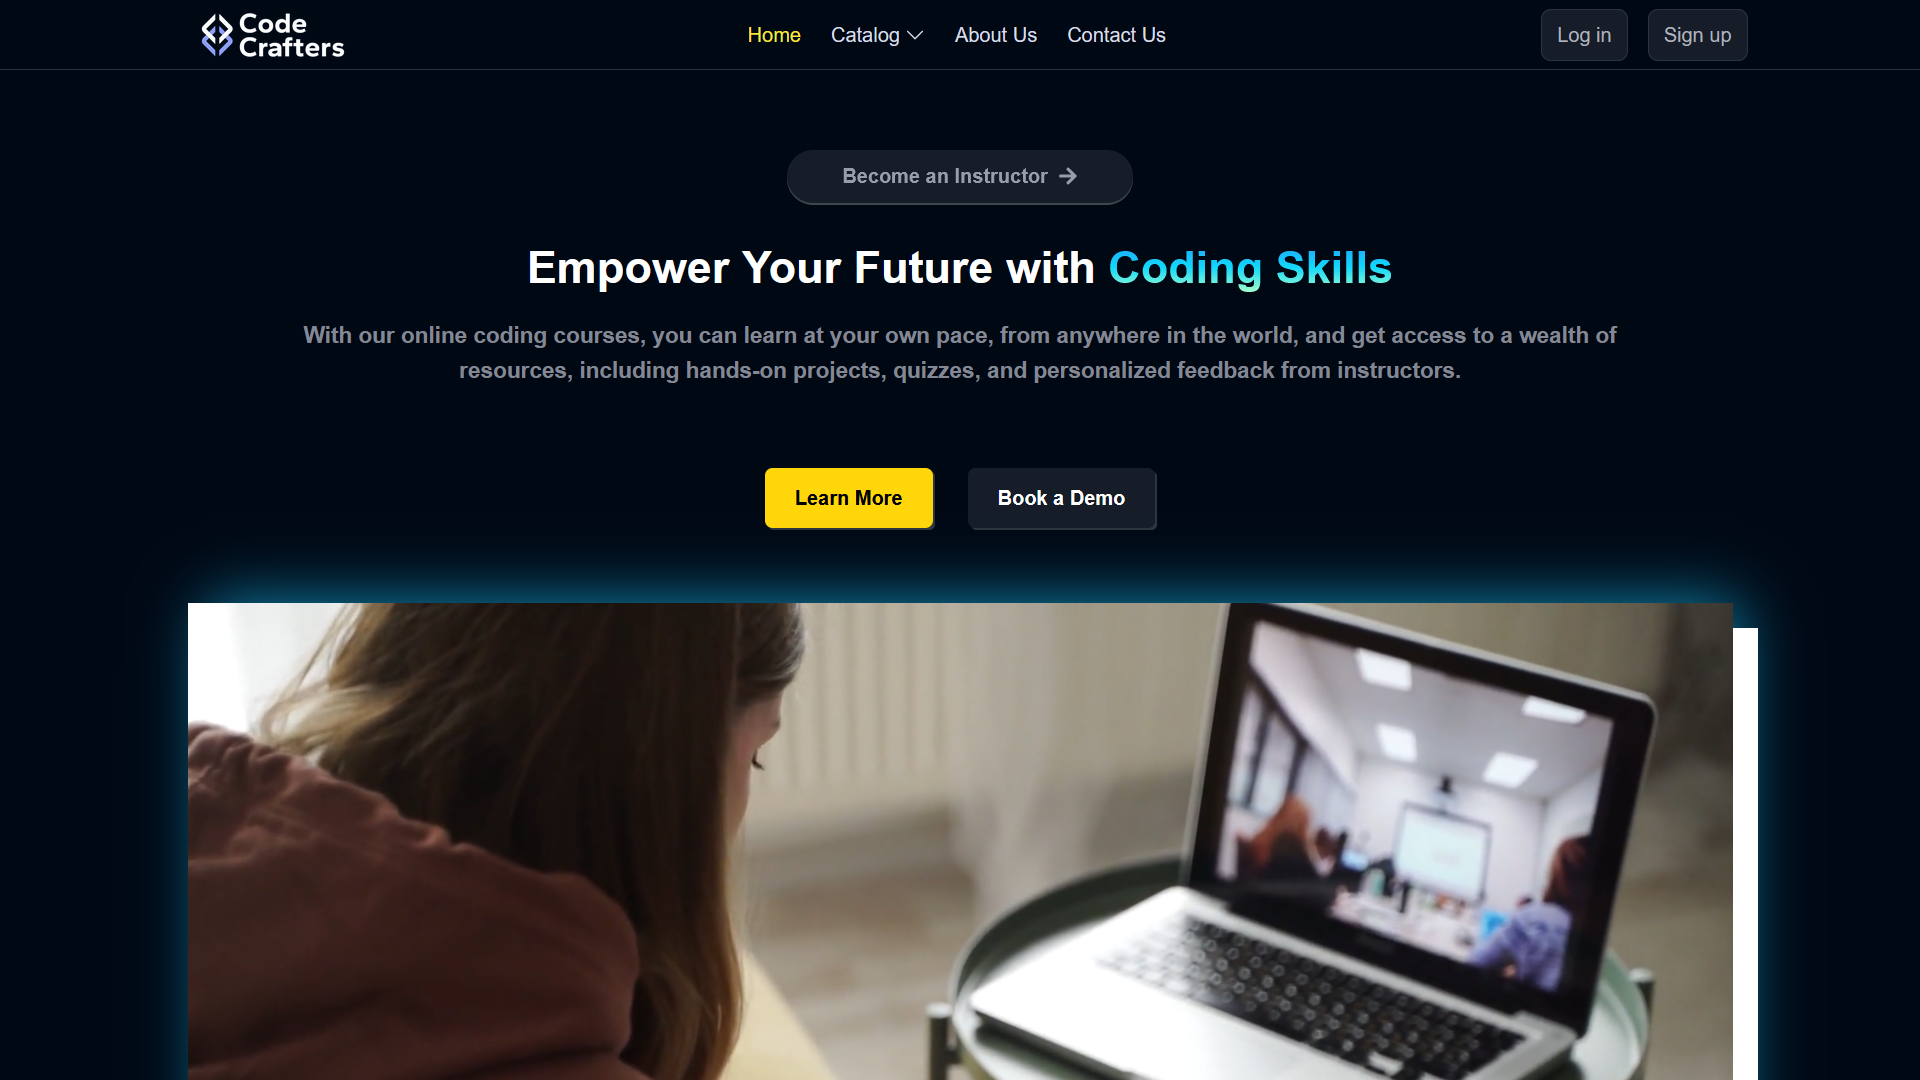 Code
Crafters
Home
Catalog
About Us
Contact Us
Log in
Sign up
Become an Instructor
Empower Your Future with Coding Skills
With our online coding courses, you can learn at your own pace, from anywhere in the world, and get access to a wealth of
resources, including hands-on projects, quizzes, and personalized feedback from instructors.
Learn More
Book a Demo